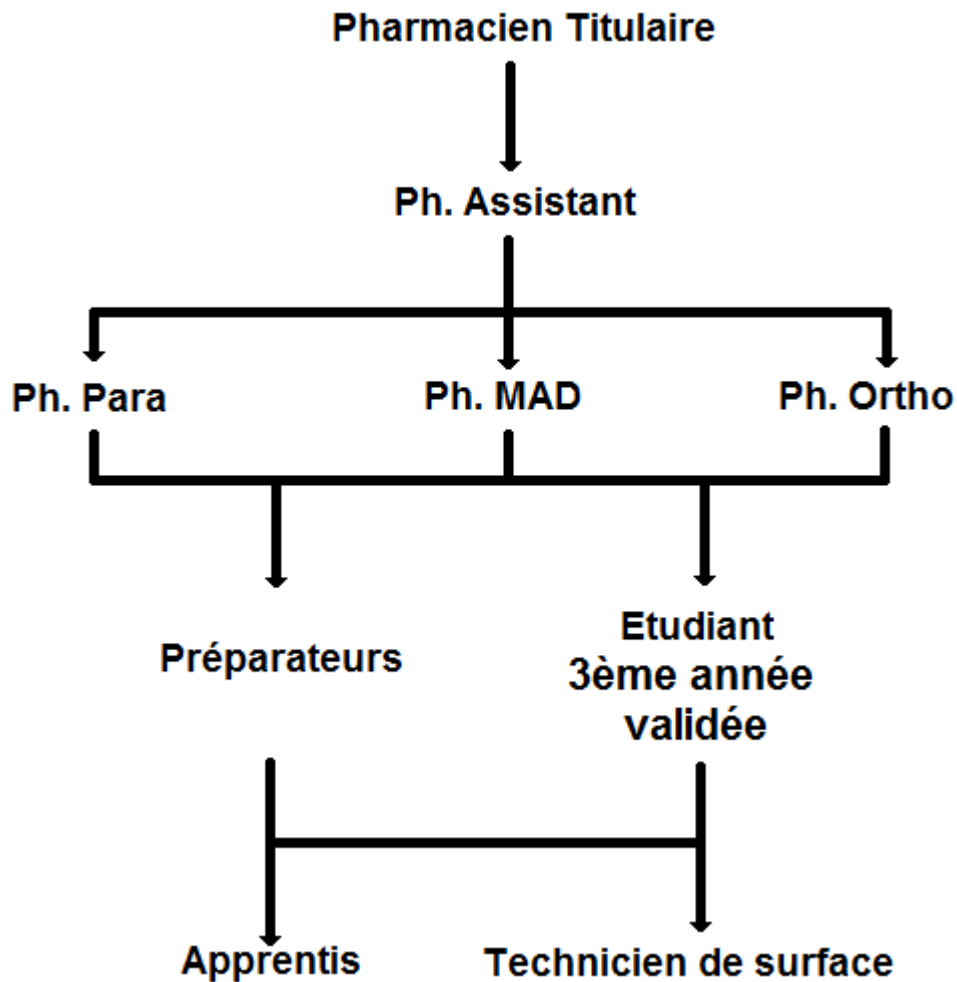 Pharmacien Titulaire
Ph. Assistant
Ph. Para
Ph. MAD
Ph. Ortho
Préparateurs
Etudiant
3ème année
validée
Apprentis
Technicien de surface